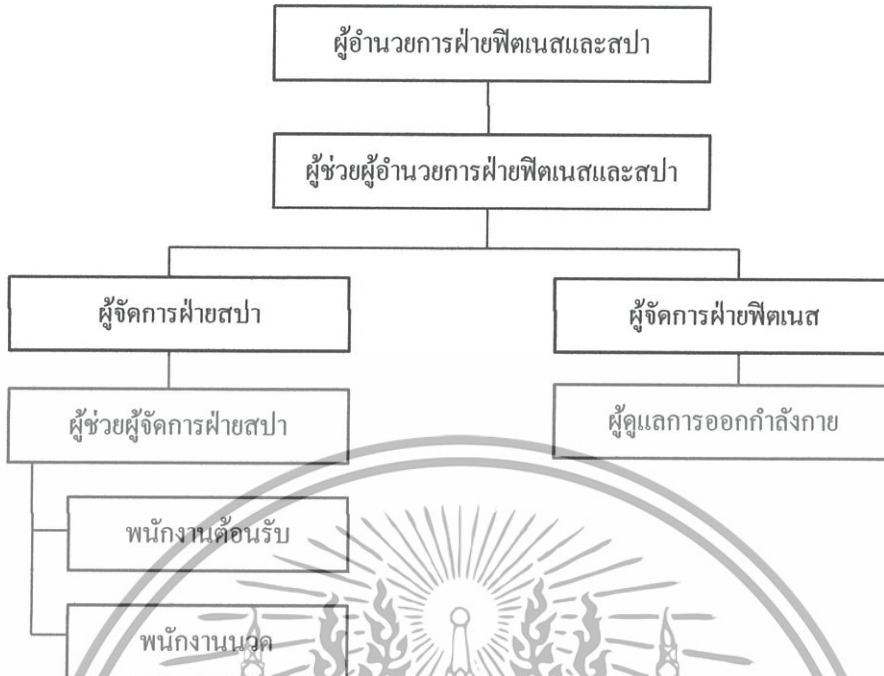 ผู้อำนวยการฝ่ายฟิตเนสและสปา
ผู้ช่วยผู้อำนวยการฝ่ายฟิตเนสและสปา
ผู้จัดการฝ่ายสปา
ผู้จัดการฝ่ายฟิตเนส
ผู้ช่วยผู้จัดการฝ่ายสปา
ผู้ดูแลการออกกำลังกาย
พนักงานต้อนรับ
พนักงานนวด